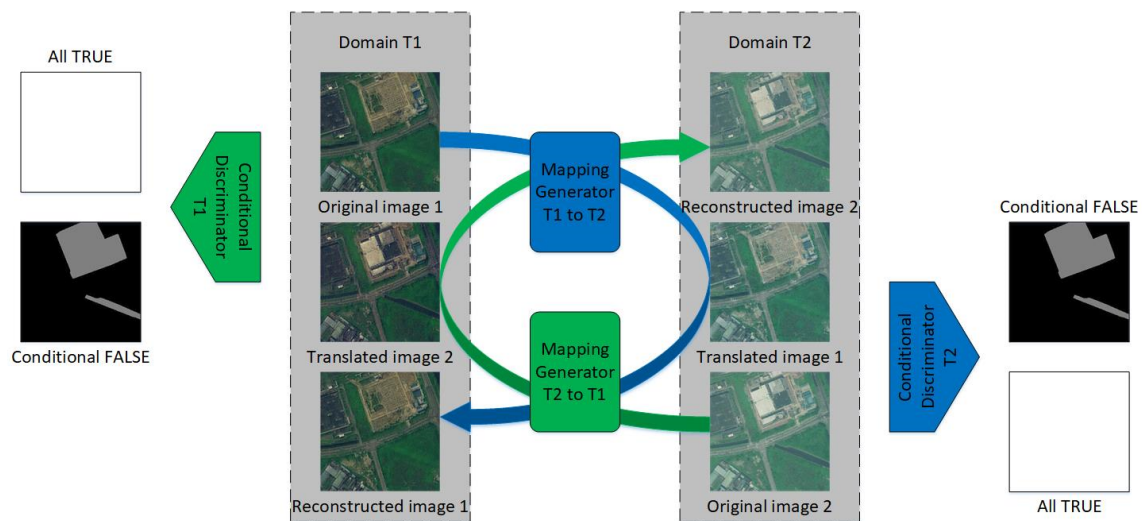 All TRUE
Conditional FALSE
Conditional
Discriminator
T1
Domain T1
Original image 1
Translated image 2
Reconstructed image 1
Mapping
Generator
T1 to T2
Mapping
Generator
T2 to T1
Domain T2
Reconstructed image 2
Translated image 1
Original image 2
Conditional
Discriminator
T2
Conditional FALSE
All TRUE